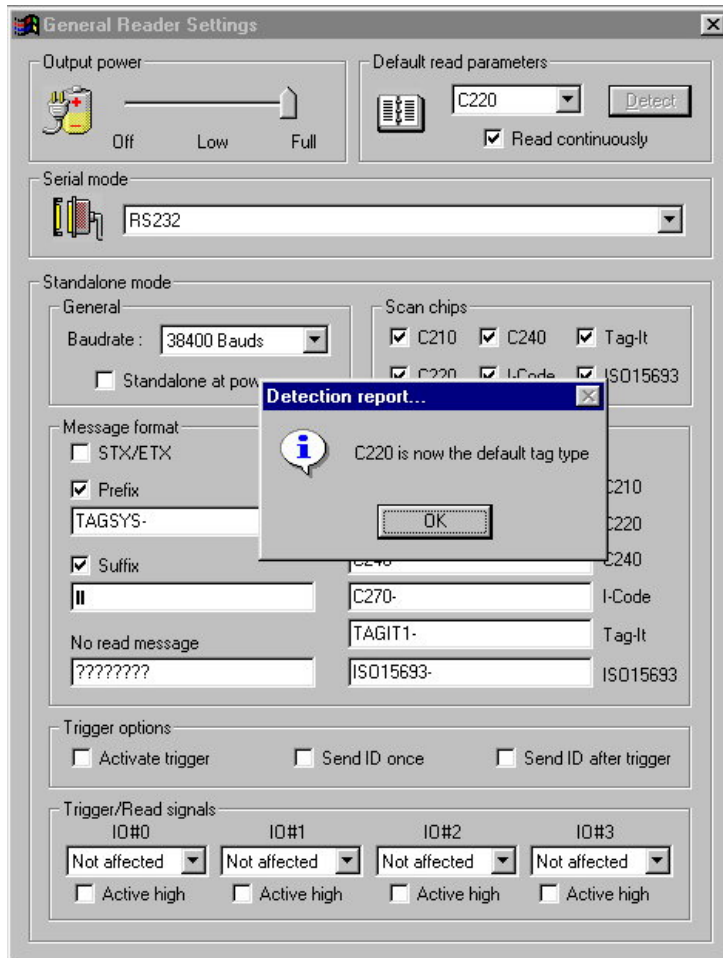 General Reader Settings
Output power
Off Low Full
Default read parameters
C220 Detect
Read continuously
Serial mode
RS232
Standalone mode
General
Baudrate : 38400 Bauds
Standalone at pow
Scan chips
C210 C240 Tag-It
C220 I-Code ISO15693
Detection report...
C220 is now the default tag type
OK
Message format
STX/ETX
Prefix
TAGSYS-
Suffix
No read message
????????
C210
C220
C240- C240
C270- I-Code
TAGIT1- Tag-It
ISO15693- ISO15693
Trigger options
Activate trigger Send ID once Send ID after trigger
Trigger/Read signals
IO#0 IO#1 IO#2 IO#3
Not affected Not affected Not affected Not affected
Active high Active high Active high Active high